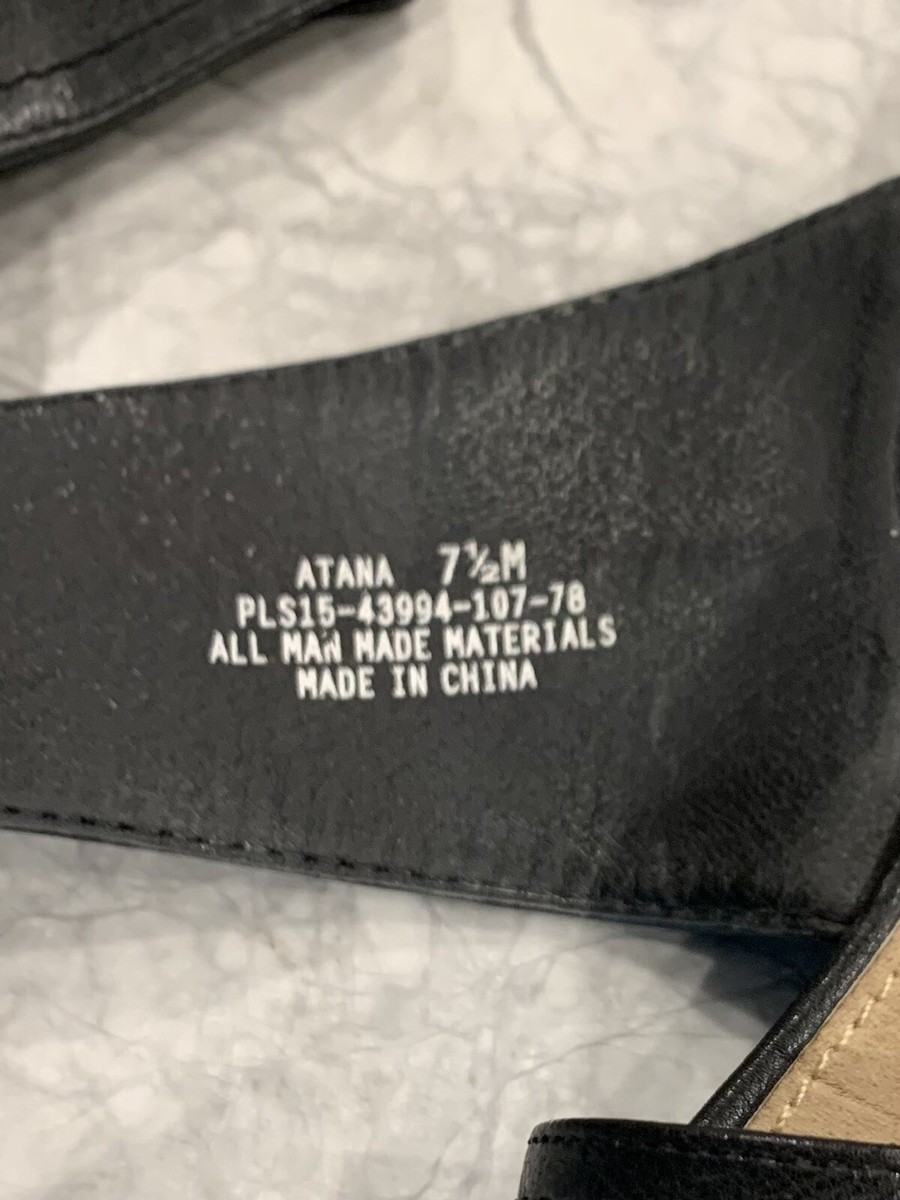 ATANA 7½M
PLS15-43994-107-78
ALL MAN MADE MATERIALS
MADE IN CHINA